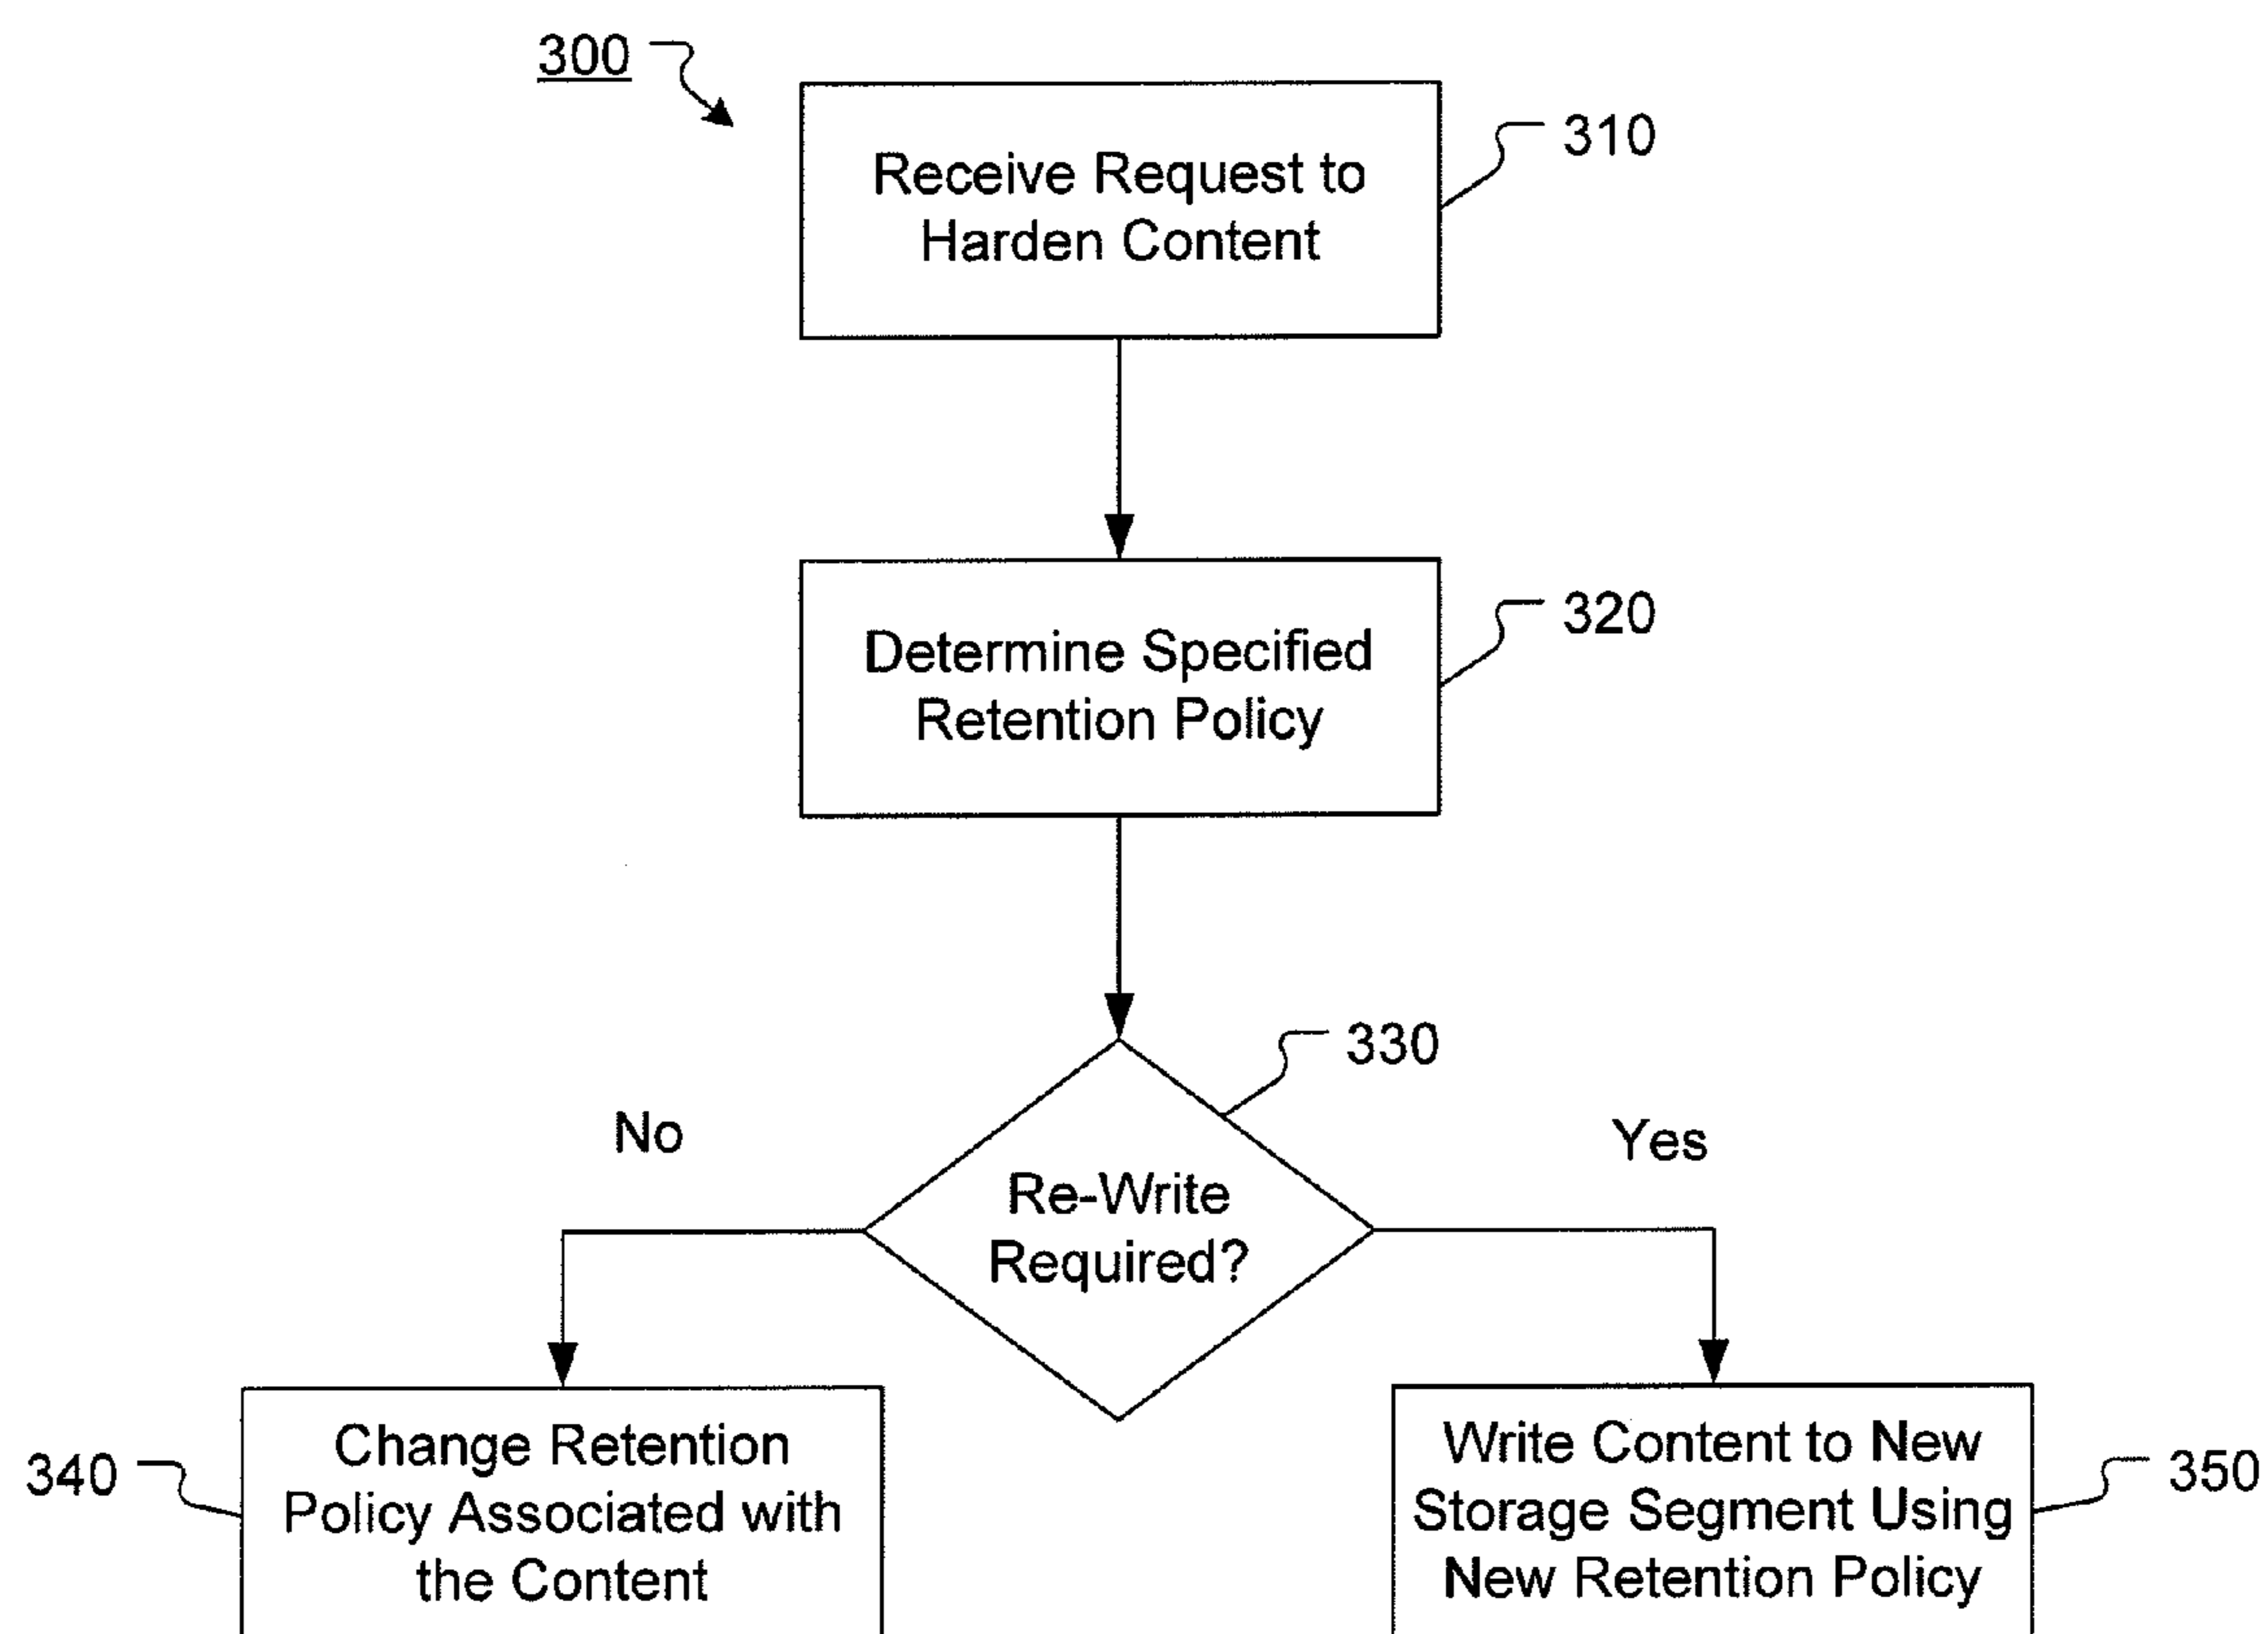 300
Receive Request to
Harden Content
310
Determine Specified
Retention Policy
320
330
No
Yes
Re-Write
Required?
340
Change Retention
Policy Associated with
the Content
Write Content to New
Storage Segment Using
New Retention Policy
350